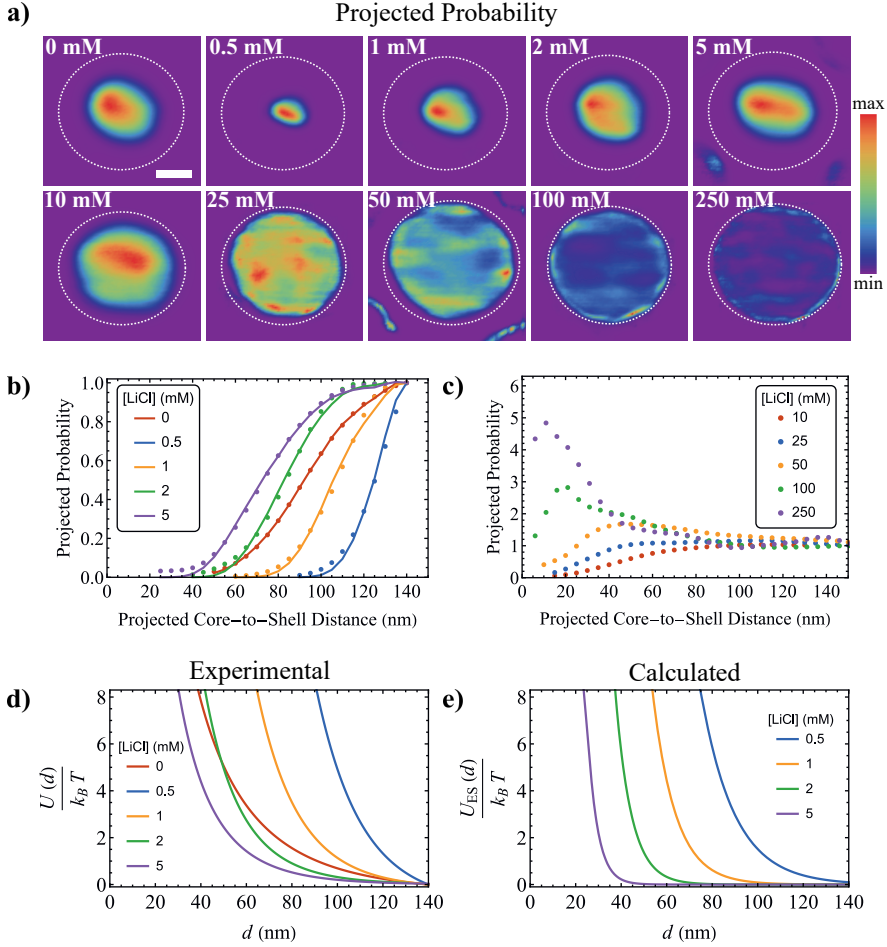 a)
Projected Probability
0 mM 0.5 mM 1 mM 2 mM 5 mM
10 mM 25 mM 50 mM 100 mM 250 mM
max
min
b)
Projected Probability
1.0
0.8
0.6
0.4
0.2
0.0
[LiCl] (mM)
0
0.5
1
2
5
0 20 40 60 80 100 120 140
Projected Core–to–Shell Distance (nm)
c)
Projected Probability
6
5
4
3
2
1
0
[LiCl] (mM)
10
25
50
100
250
0 20 40 60 80 100 120 140
Projected Core–to–Shell Distance (nm)
d)
Experimental
U (d)
k_B T
8
6
4
2
0
[LiCl] (mM)
0
0.5
1
2
5
0 20 40 60 80 100 120 140
d (nm)
e)
Calculated
U_ES (d)
k_B T
8
6
4
2
0
[LiCl] (mM)
0.5
1
2
5
0 20 40 60 80 100 120 140
d (nm)